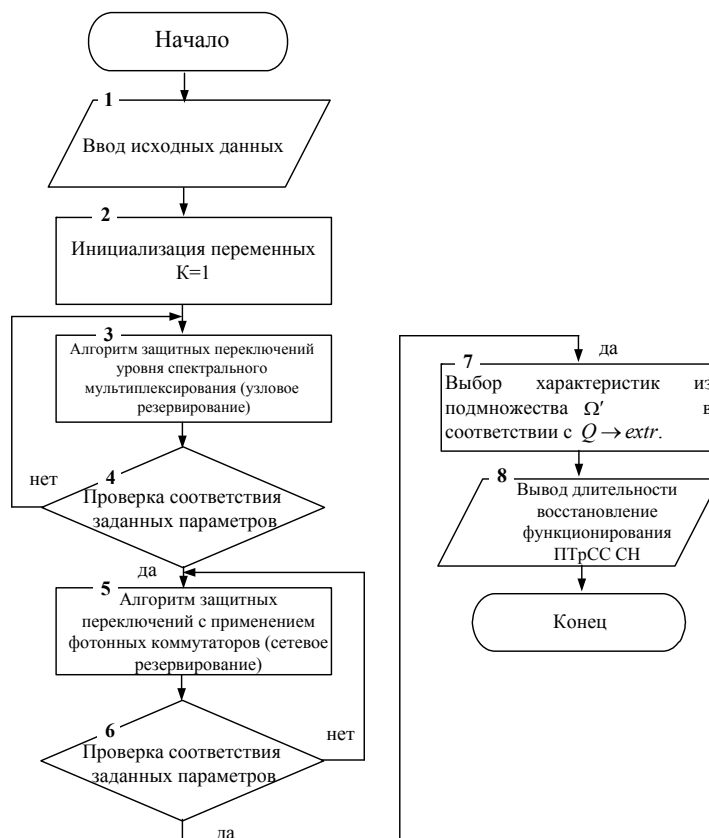 Начало
1
Ввод исходных данных
2
Инициализация переменных
К=1
3
Алгоритм защитных переключений
уровня спектрального
мультиплексирования (узловое
резервирование)
4
нет
Проверка соответствия
заданных параметров
да
5
Алгоритм защитных
переключений с применением
фотонных коммутаторов (сетевое
резервирование)
6
нет
Проверка соответствия
заданных параметров
да
да
7
Выбор характеристик из
подмножества Ω′ в
соответствии с Q → extr.
8
Вывод длительности
восстановление
функционирования
ПТрСС СН
Конец